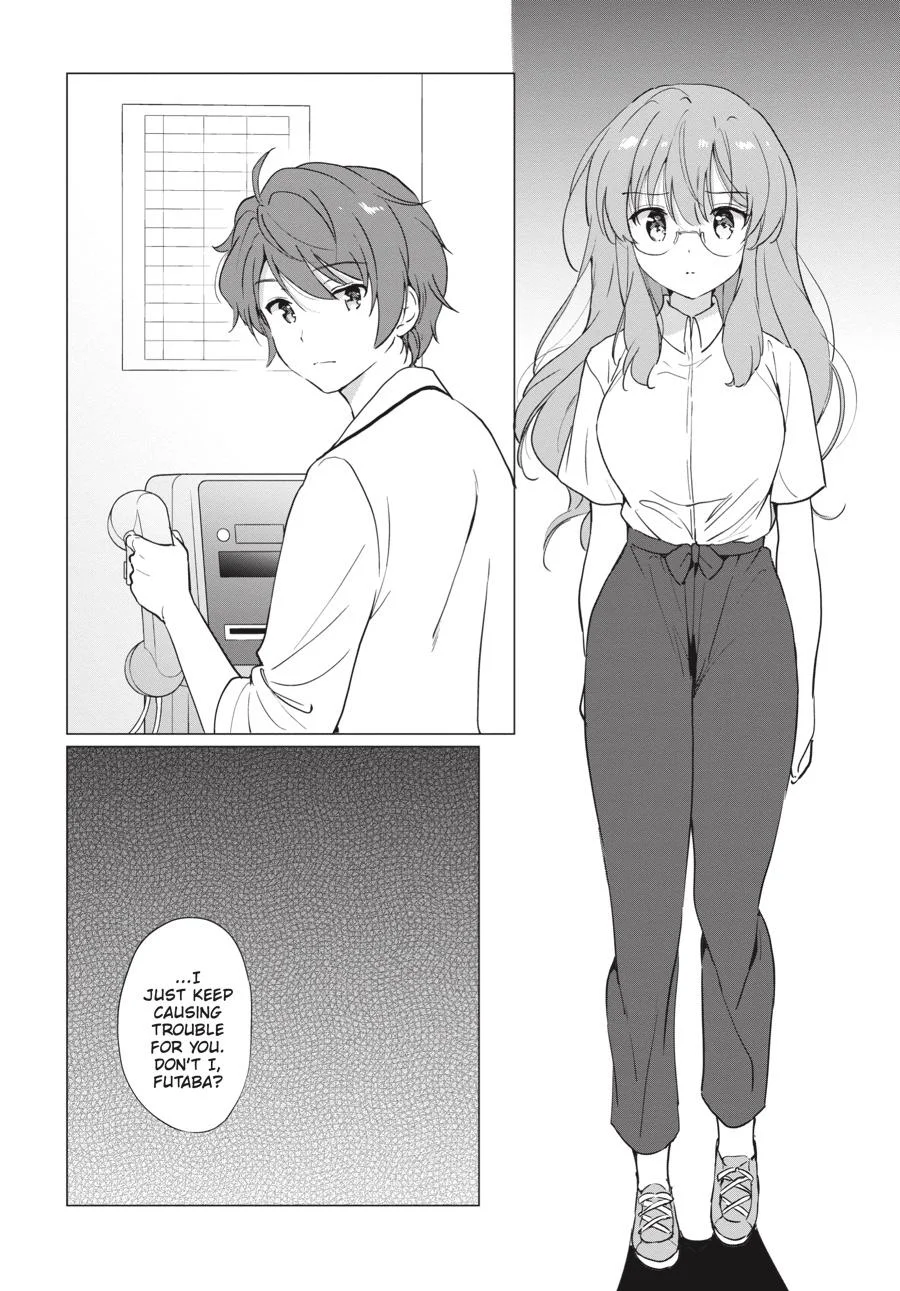 ...I
JUST KEEP
CAUSING
TROUBLE
FOR YOU.
DON'T I,
FUTABA?